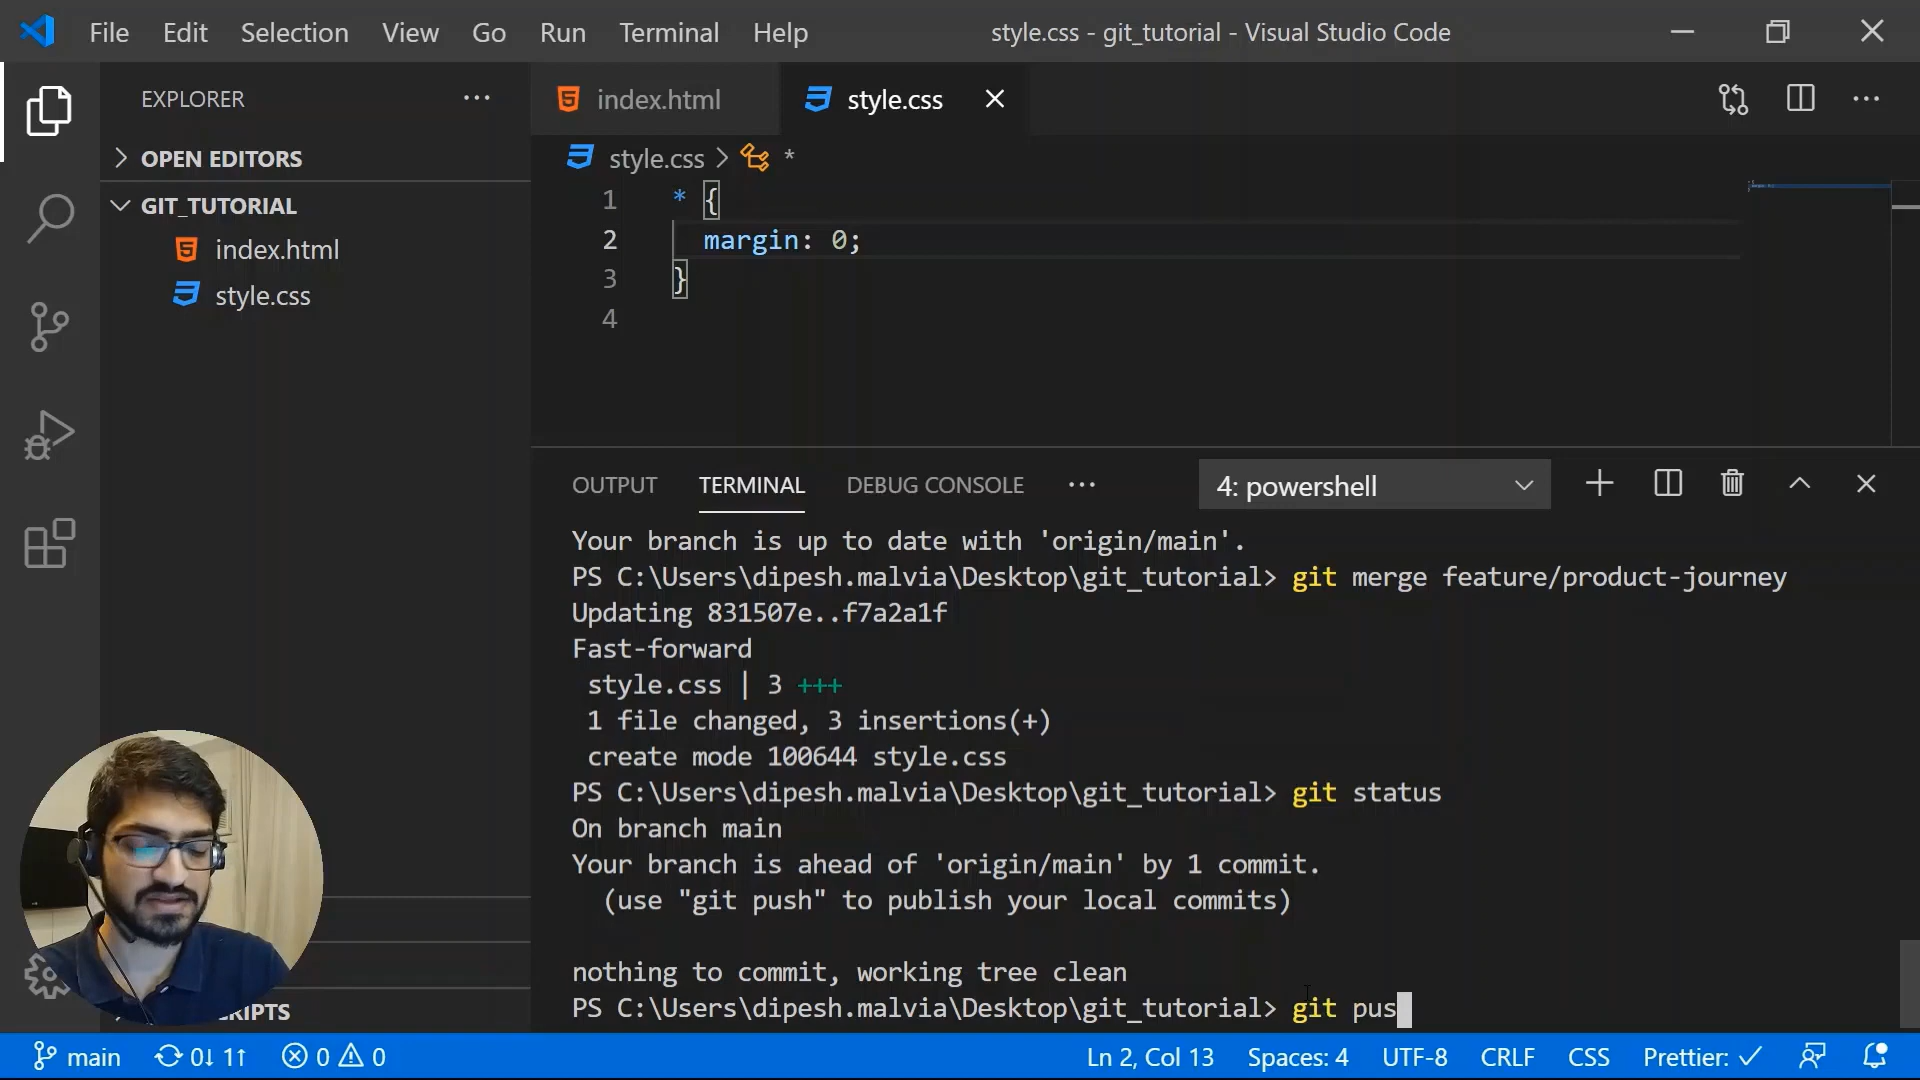 File Edit Selection View Go Run Terminal Help
style.css - git_tutorial - Visual Studio Code
EXPLORER
OPEN EDITORS
GIT_TUTORIAL
index.html
style.css
index.html
style.css
style.css > *
1 * {
2 margin: 0;
3 }
4
OUTPUT TERMINAL DEBUG CONSOLE
4: powershell
Your branch is up to date with 'origin/main'.
PS C:\Users\dipesh.malvia\Desktop\git_tutorial> git merge feature/product-journey
Updating 831507e..f7a2a1f
Fast-forward
style.css | 3 +++
1 file changed, 3 insertions(+)
create mode 100644 style.css
PS C:\Users\dipesh.malvia\Desktop\git_tutorial> git status
On branch main
Your branch is ahead of 'origin/main' by 1 commit.
(use "git push" to publish your local commits)
nothing to commit, working tree clean
PS C:\Users\dipesh.malvia\Desktop\git_tutorial> git pus
main 0↓ 1↑ 0 0
Ln 2, Col 13 Spaces: 4 UTF-8 CRLF CSS Prettier: ✓